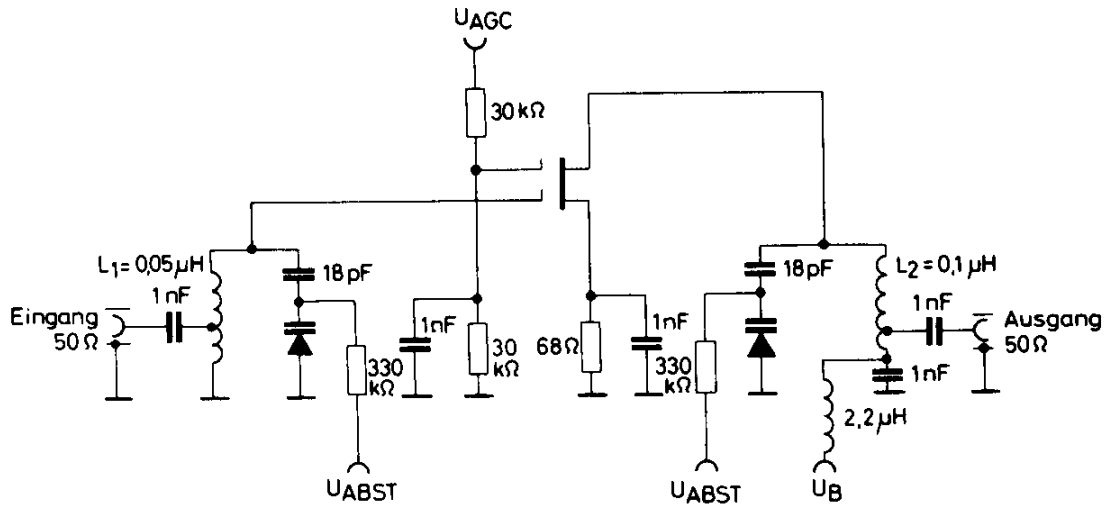 UAGC
30 kΩ
L1 = 0,05 µH
18 pF
1 nF
Eingang
50 Ω
330
kΩ
1 nF
30
kΩ
68 Ω
1 nF
18 pF
330
kΩ
L2 = 0,1 µH
1 nF
Ausgang
50 Ω
1 nF
2,2 µH
UABST
UABST
UB